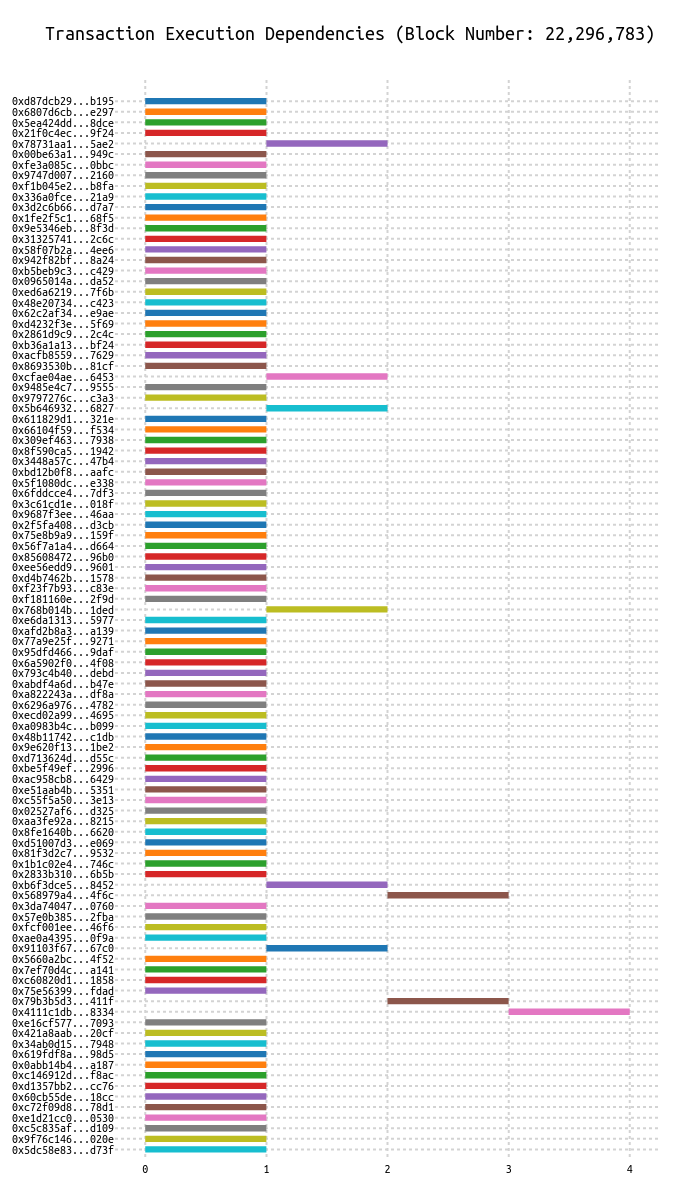 Transaction Execution Dependencies (Block Number: 22,296,783)
0xd87dcb29...b195
0x6807d6cb...e297
0x5ea424dd...8dce
0x21f0c4ec...9f24
0x78731aa1...5ae2
0x00be63a1...949c
0xfe3a085c...0bbc
0x9747d007...2160
0xf1b045e2...b8fa
0x336a0fce...21a9
0x3d2c6b66...d7a7
0x1fe2f5c1...68f5
0x9e5346eb...8f3d
0x31325741...2c6c
0x58f07b2a...4ee6
0x942f82bf...8a24
0xb5beb9c3...c429
0x0965014a...da52
0xed6a6219...7f6b
0x48e20734...c423
0x62c2af34...e9ae
0xd4232f3e...5f69
0x2861d9c9...2c4c
0xb36a1a13...bf24
0xacfb8559...7629
0x8693530b...81cf
0xcfae04ae...6453
0x9485e4c7...9555
0x9797276c...c3a3
0x5b646932...6827
0x611829d1...321e
0x66104f59...f534
0x309ef463...7938
0x8f590ca5...1942
0x3448a57c...47b4
0xbd12b0f8...aafc
0x5f1080dc...e338
0x6fddcce4...7df3
0x3c61cd1e...018f
0x9687f3ee...46aa
0x2f5fa408...d3cb
0x75e8b9a9...159f
0x56f7a1a4...d664
0x85608472...96b0
0xee56edd9...9601
0xd4b7462b...1578
0xf23f7b93...c83e
0xf181160e...2f9d
0x768b014b...1ded
0xe6da1313...5977
0xafd2b8a3...a139
0x77a9e25f...9271
0x95dfd466...9daf
0x6a5902f0...4f08
0x793c4b40...debd
0xabdf4a6d...b47e
0xa822243a...df8a
0x6296a976...4782
0xecd02a99...4695
0xa0983b4c...b099
0x48b11742...c1db
0x9e620f13...1be2
0xd713624d...d55c
0xbe5f49ef...2996
0xac958cb8...6429
0xe51aab4b...5351
0xc55f5a50...3e13
0x02527af6...d325
0xaa3fe92a...8215
0x8fe1640b...6620
0xd51007d3...e069
0x81f3d2c7...9532
0x1b1c02e4...746c
0x2833b310...6b5b
0xb6f3dce5...8452
0x568979a4...4f6c
0x3da74047...0760
0x57e0b385...2fba
0xfcf001ee...46f6
0xae0a4395...0f9a
0x91103f67...67c0
0x5660a2bc...4f52
0x7ef70d4c...a141
0xc60820d1...1858
0x75e56399...fdad
0x79b3b5d3...411f
0x4111c1db...8334
0xe16cf577...7093
0x421a8aab...20cf
0x34ab0d15...7948
0x619fdf8a...98d5
0x0abb14b4...a187
0xc146912d...f8ac
0xd1357bb2...cc76
0x60cb55de...18cc
0xc72f09d8...78d1
0xe1d21cc0...0530
0xc5c835af...d109
0x9f76c146...020e
0x5dc58e83...d73f
0 1 2 3 4